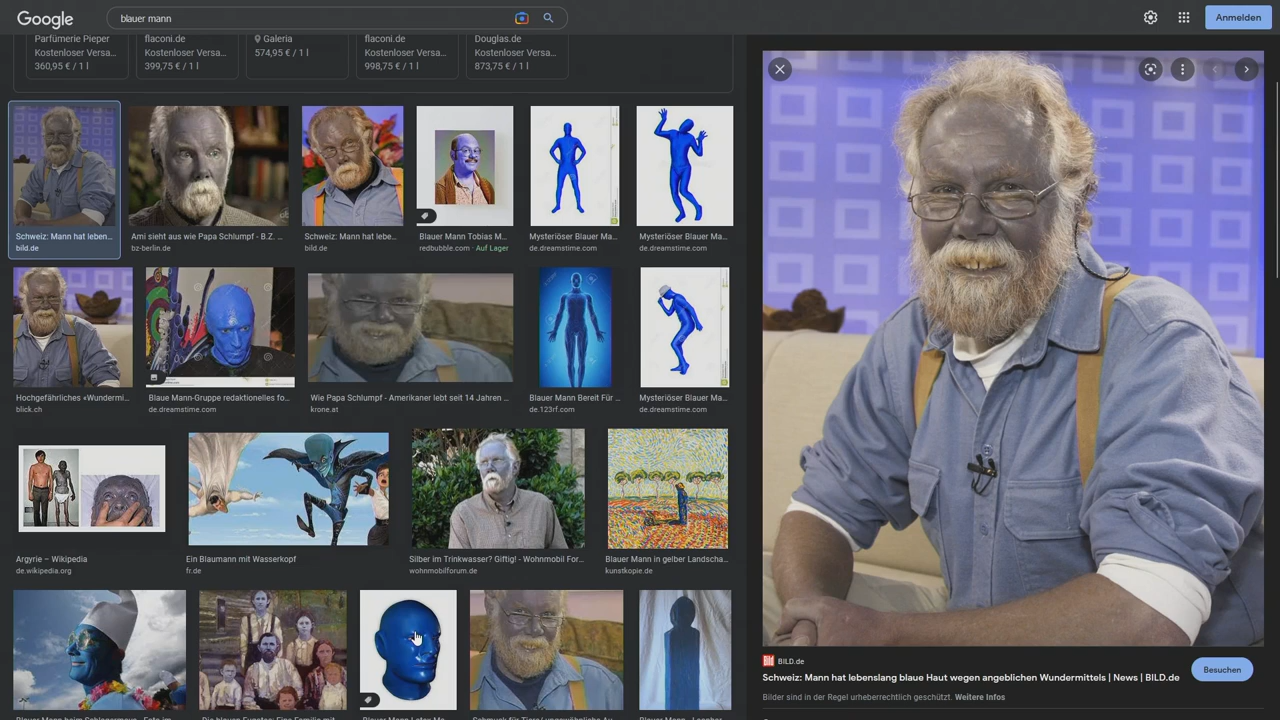 Google
blauer mann
Anmelden
Parfümerie Pieper
Kostenloser Versa...
360,95 € / 1 l
flaconi.de
Kostenloser Versa...
399,75 € / 1 l
Galeria
574,95 € / 1 l
flaconi.de
Kostenloser Versa...
998,75 € / 1 l
Douglas.de
Kostenloser Versa...
873,75 € / 1 l
Schweiz: Mann hat leben...
bild.de
Ami sieht aus wie Papa Schlumpf - B.Z. ...
bz-berlin.de
Schweiz: Mann hat lebe...
bild.de
Blauer Mann Tobias M...
redbubble.com · Auf Lager
Mysteriöser Blauer Ma...
de.dreamstime.com
Mysteriöser Blauer Ma...
de.dreamstime.com
Hochgefährliches «Wundermi...
blick.ch
Blaue Mann-Gruppe redaktionelles fo...
de.dreamstime.com
Wie Papa Schlumpf - Amerikaner lebt seit 14 Jahren ...
krone.at
Blauer Mann Bereit Für ...
de.123rf.com
Mysteriöser Blauer Ma...
de.dreamstime.com
Argyrie – Wikipedia
de.wikipedia.org
Ein Blaumann mit Wasserkopf
fr.de
Silber im Trinkwasser? Giftig! - Wohnmobil For...
wohnmobilforum.de
Blauer Mann in gelber Landscha...
kunstkopie.de
BILD.de
Schweiz: Mann hat lebenslang blaue Haut wegen angeblichen Wundermittels | News | BILD.de
Besuchen
Bilder sind in der Regel urheberrechtlich geschützt. Weitere Infos